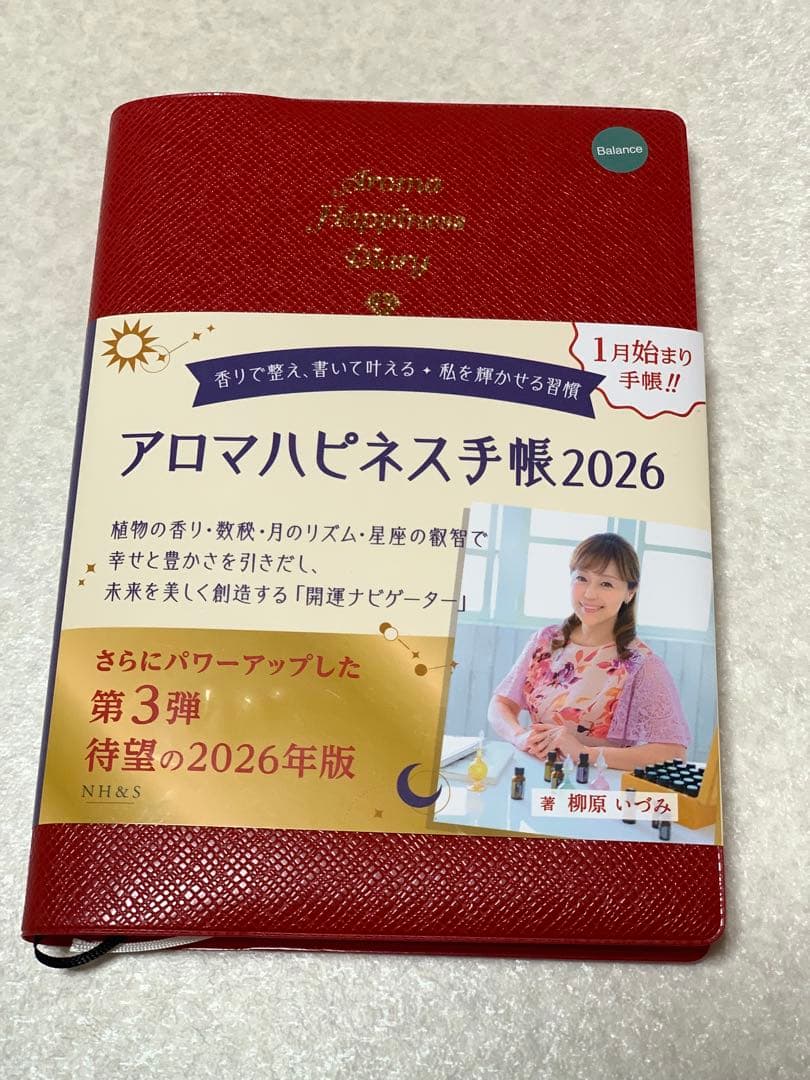 Balance
Aroma
Happiness
Diary
1月始まり
手帳!!
香りで整え、書いて叶える✦私を輝かせる習慣
アロマハピネス手帳2026
植物の香り・数秘・月のリズム・星座の叡智で
幸せと豊かさを引きだし、
未来を美しく創造する「開運ナビゲーター」
さらにパワーアップした
第3弾
待望の2026年版
NH&S
著 柳原 いづみ